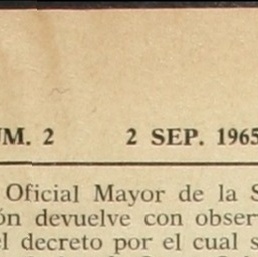 UM. 2 2 SEP. 1965
Oficial Mayor de la S
ón devuelve con obser
el decreto por el cual s